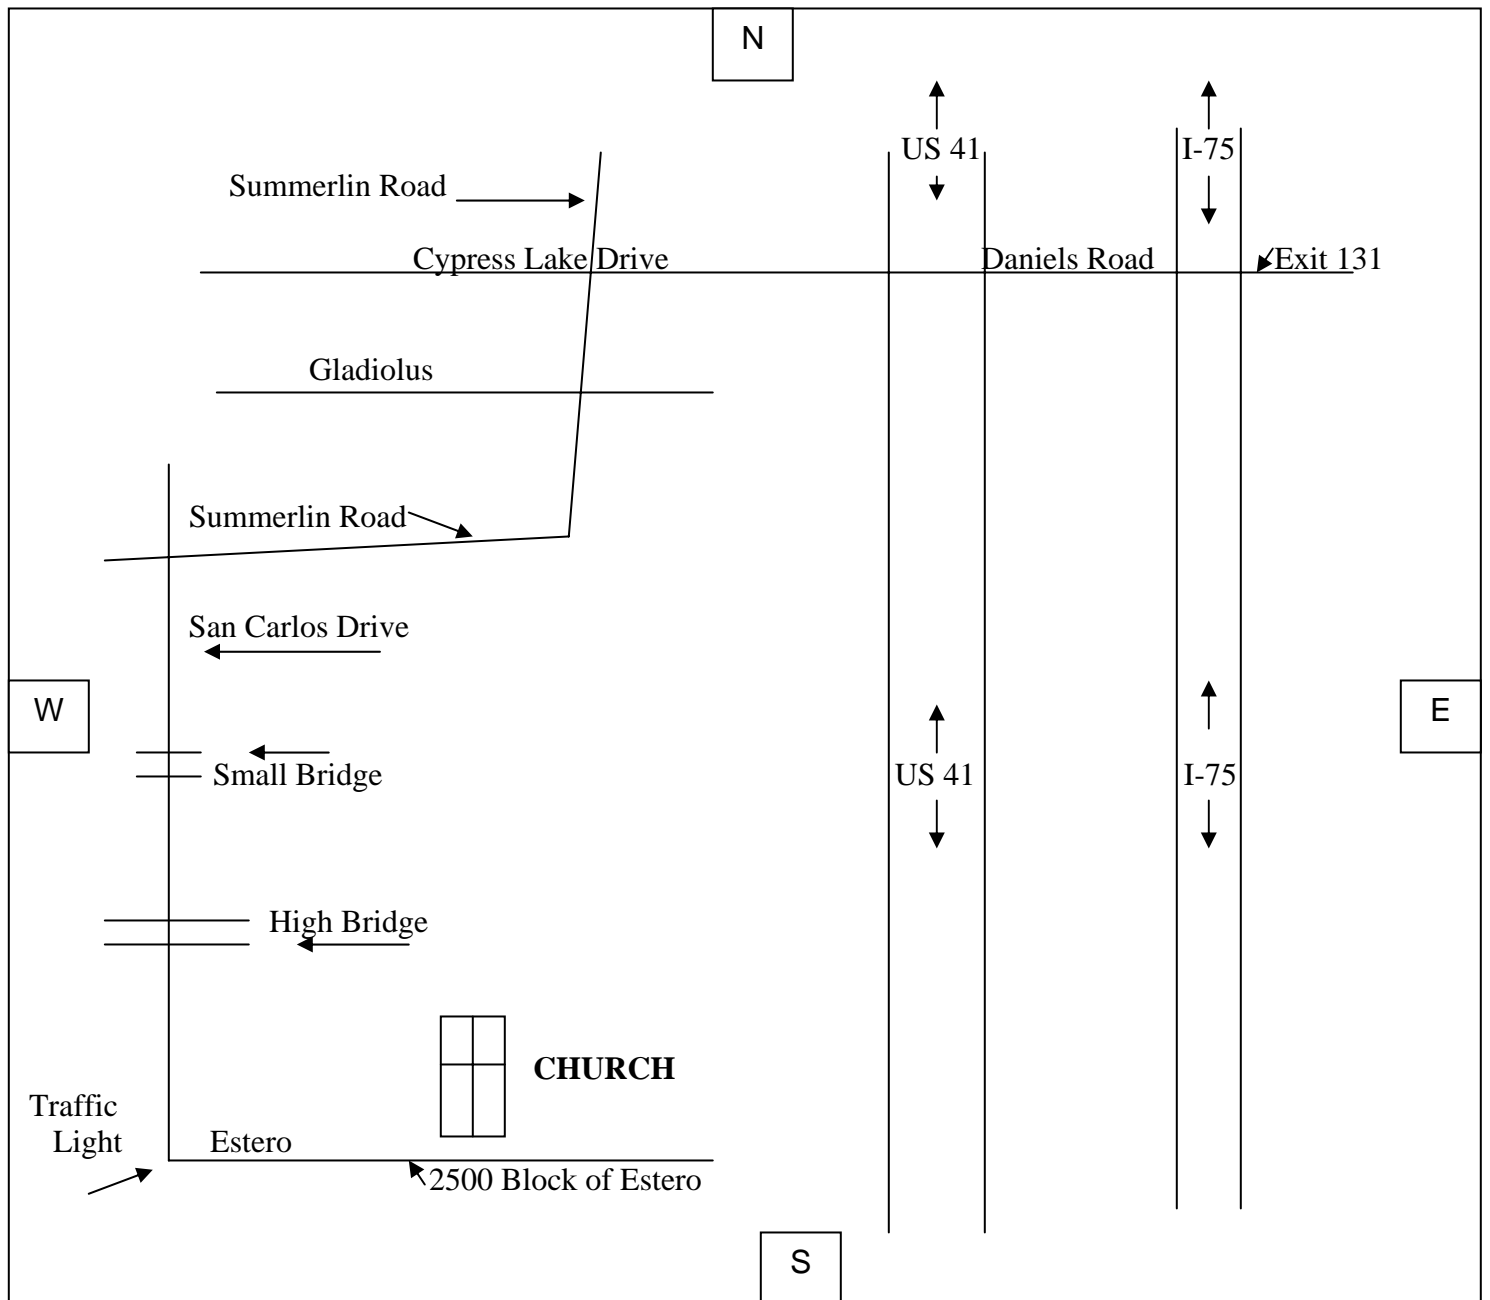 N
US 41
I-75
Summerlin Road
Cypress Lake Drive
Daniels Road
Exit 131
Gladiolus
Summerlin Road
San Carlos Drive
W
E
Small Bridge
US 41
I-75
High Bridge
CHURCH
Traffic
Light
Estero
2500 Block of Estero
S